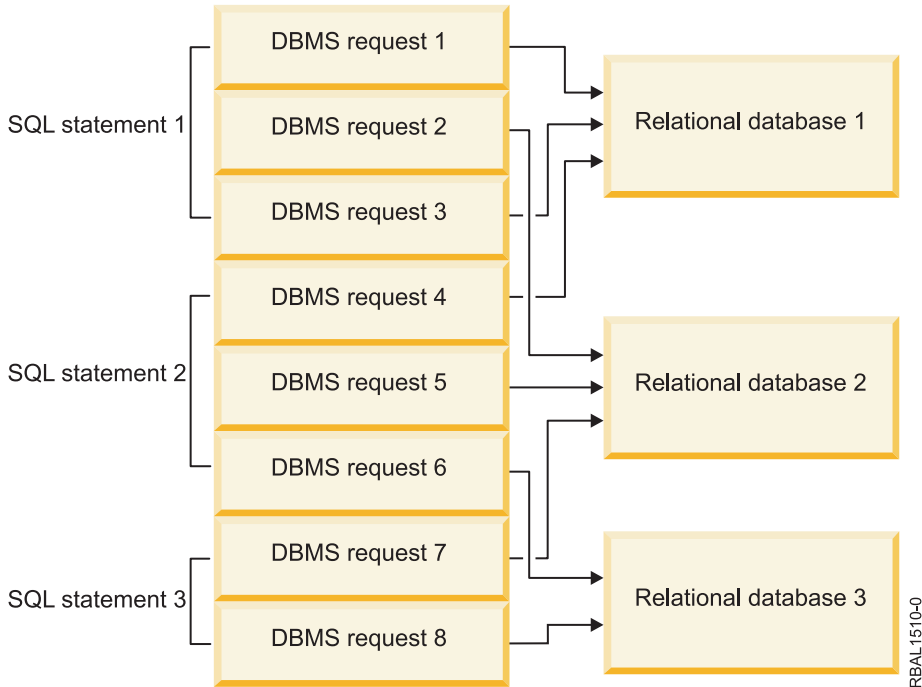 SQL statement 1
SQL statement 2
SQL statement 3
DBMS request 1
DBMS request 2
DBMS request 3
DBMS request 4
DBMS request 5
DBMS request 6
DBMS request 7
DBMS request 8
Relational database 1
Relational database 2
Relational database 3
RBAL1510-0